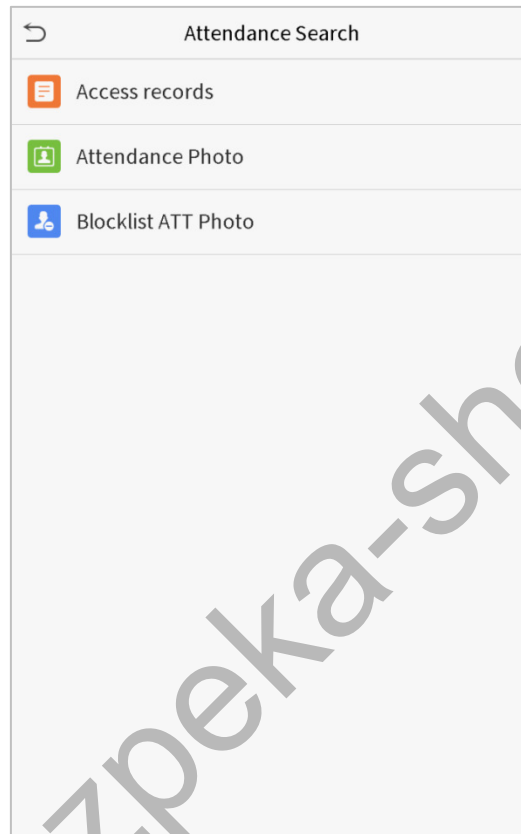 Attendance Search
Access records
Attendance Photo
Blocklist ATT Photo
zpeka-sh